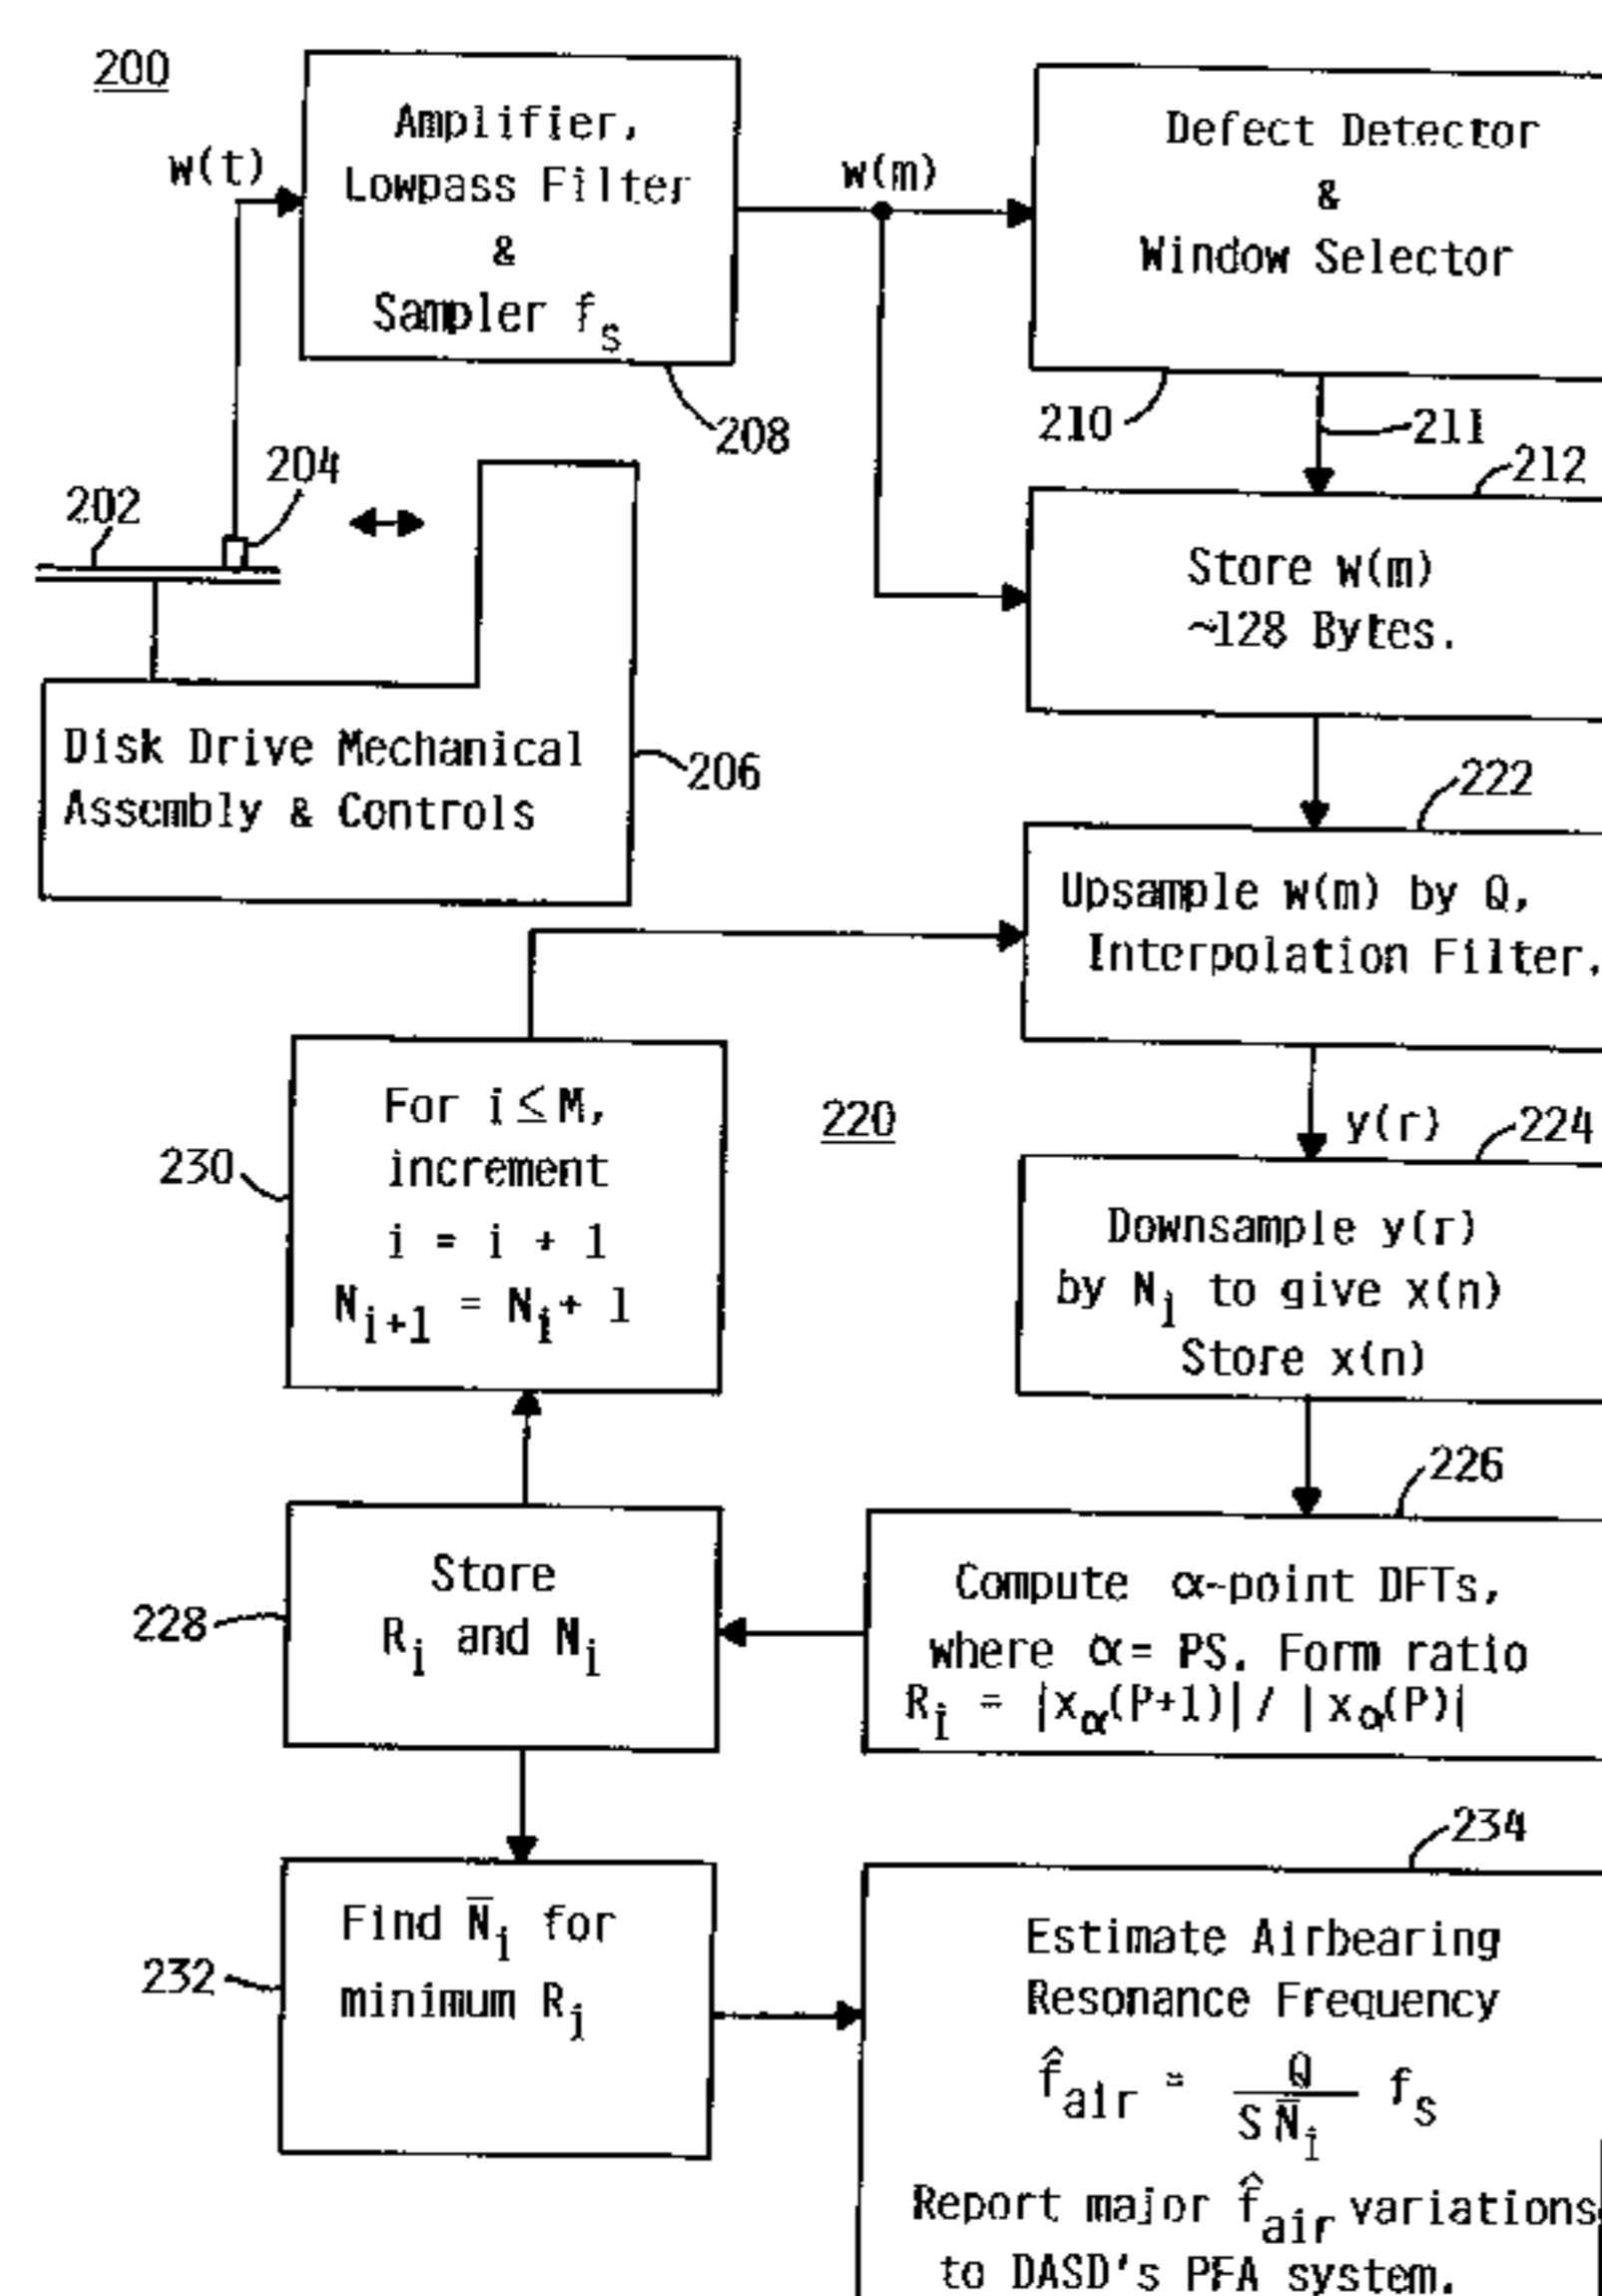 200
Amplifier,
Lowpass Filter
&
Sampler fs
w(t)
w(m)
Defect Detector
&
Window Selector
208
210
211
212
202
204
Store w(m)
~128 Bytes.
Disk Drive Mechanical
Assembly & Controls
206
222
Upsample w(m) by Q,
Interpolation Filter.
For i ≤ M,
increment
i = i + 1
Ni+1 = Ni + 1
230
220
y(r)
224
Downsample y(r)
by Ni to give x(n)
Store x(n)
226
Store
Ri and Ni
228
Compute α-point DFTs,
where α = PS. Form ratio
Ri = |xα(P+1)| / |xα(P)|
234
Find N̄i for
minimum Ri
232
Estimate Airbearing
Resonance Frequency
f̂air = Q / S N̄i fs
Report major f̂air variations
to DASD's PFA system.